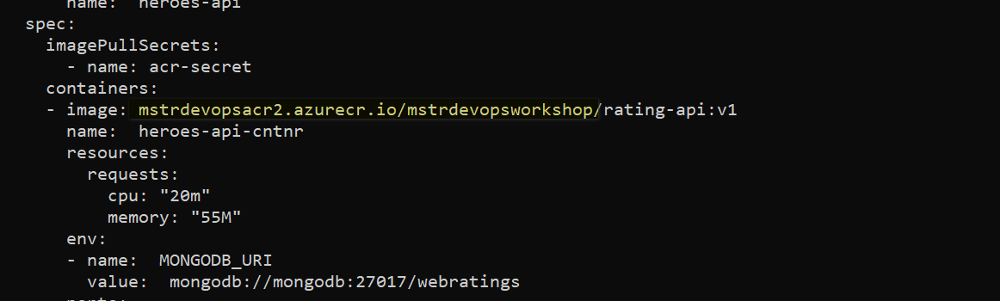 name:  heroes-api
spec:
imagePullSecrets:
- name: acr-secret
containers:
- image: mstrdevopsacr2.azurecr.io/mstrdevopsworkshop/rating-api:v1
name:  heroes-api-cntnr
resources:
requests:
cpu: "20m"
memory: "55M"
env:
- name:  MONGODB_URI
value:  mongodb://mongodb:27017/webratings
ports: